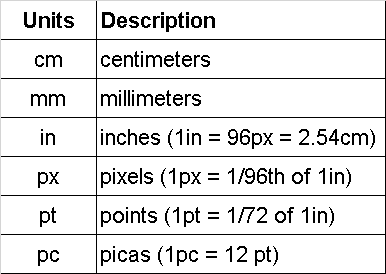 Units Description
cm centimeters
mm millimeters
in inches (1in = 96px = 2.54cm)
px pixels (1px = 1/96th of 1in)
pt points (1pt = 1/72 of 1in)
pc picas (1pc = 12 pt)